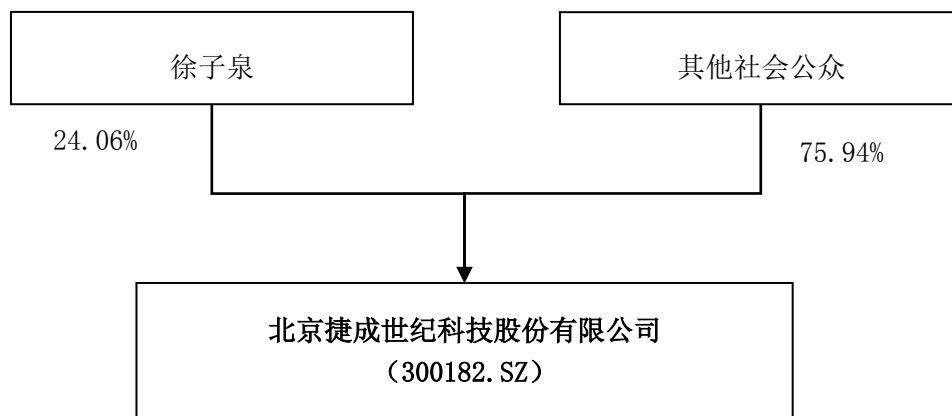 徐子泉
其他社会公众
24.06%
75.94%
北京捷成世纪科技股份有限公司
（300182.SZ）